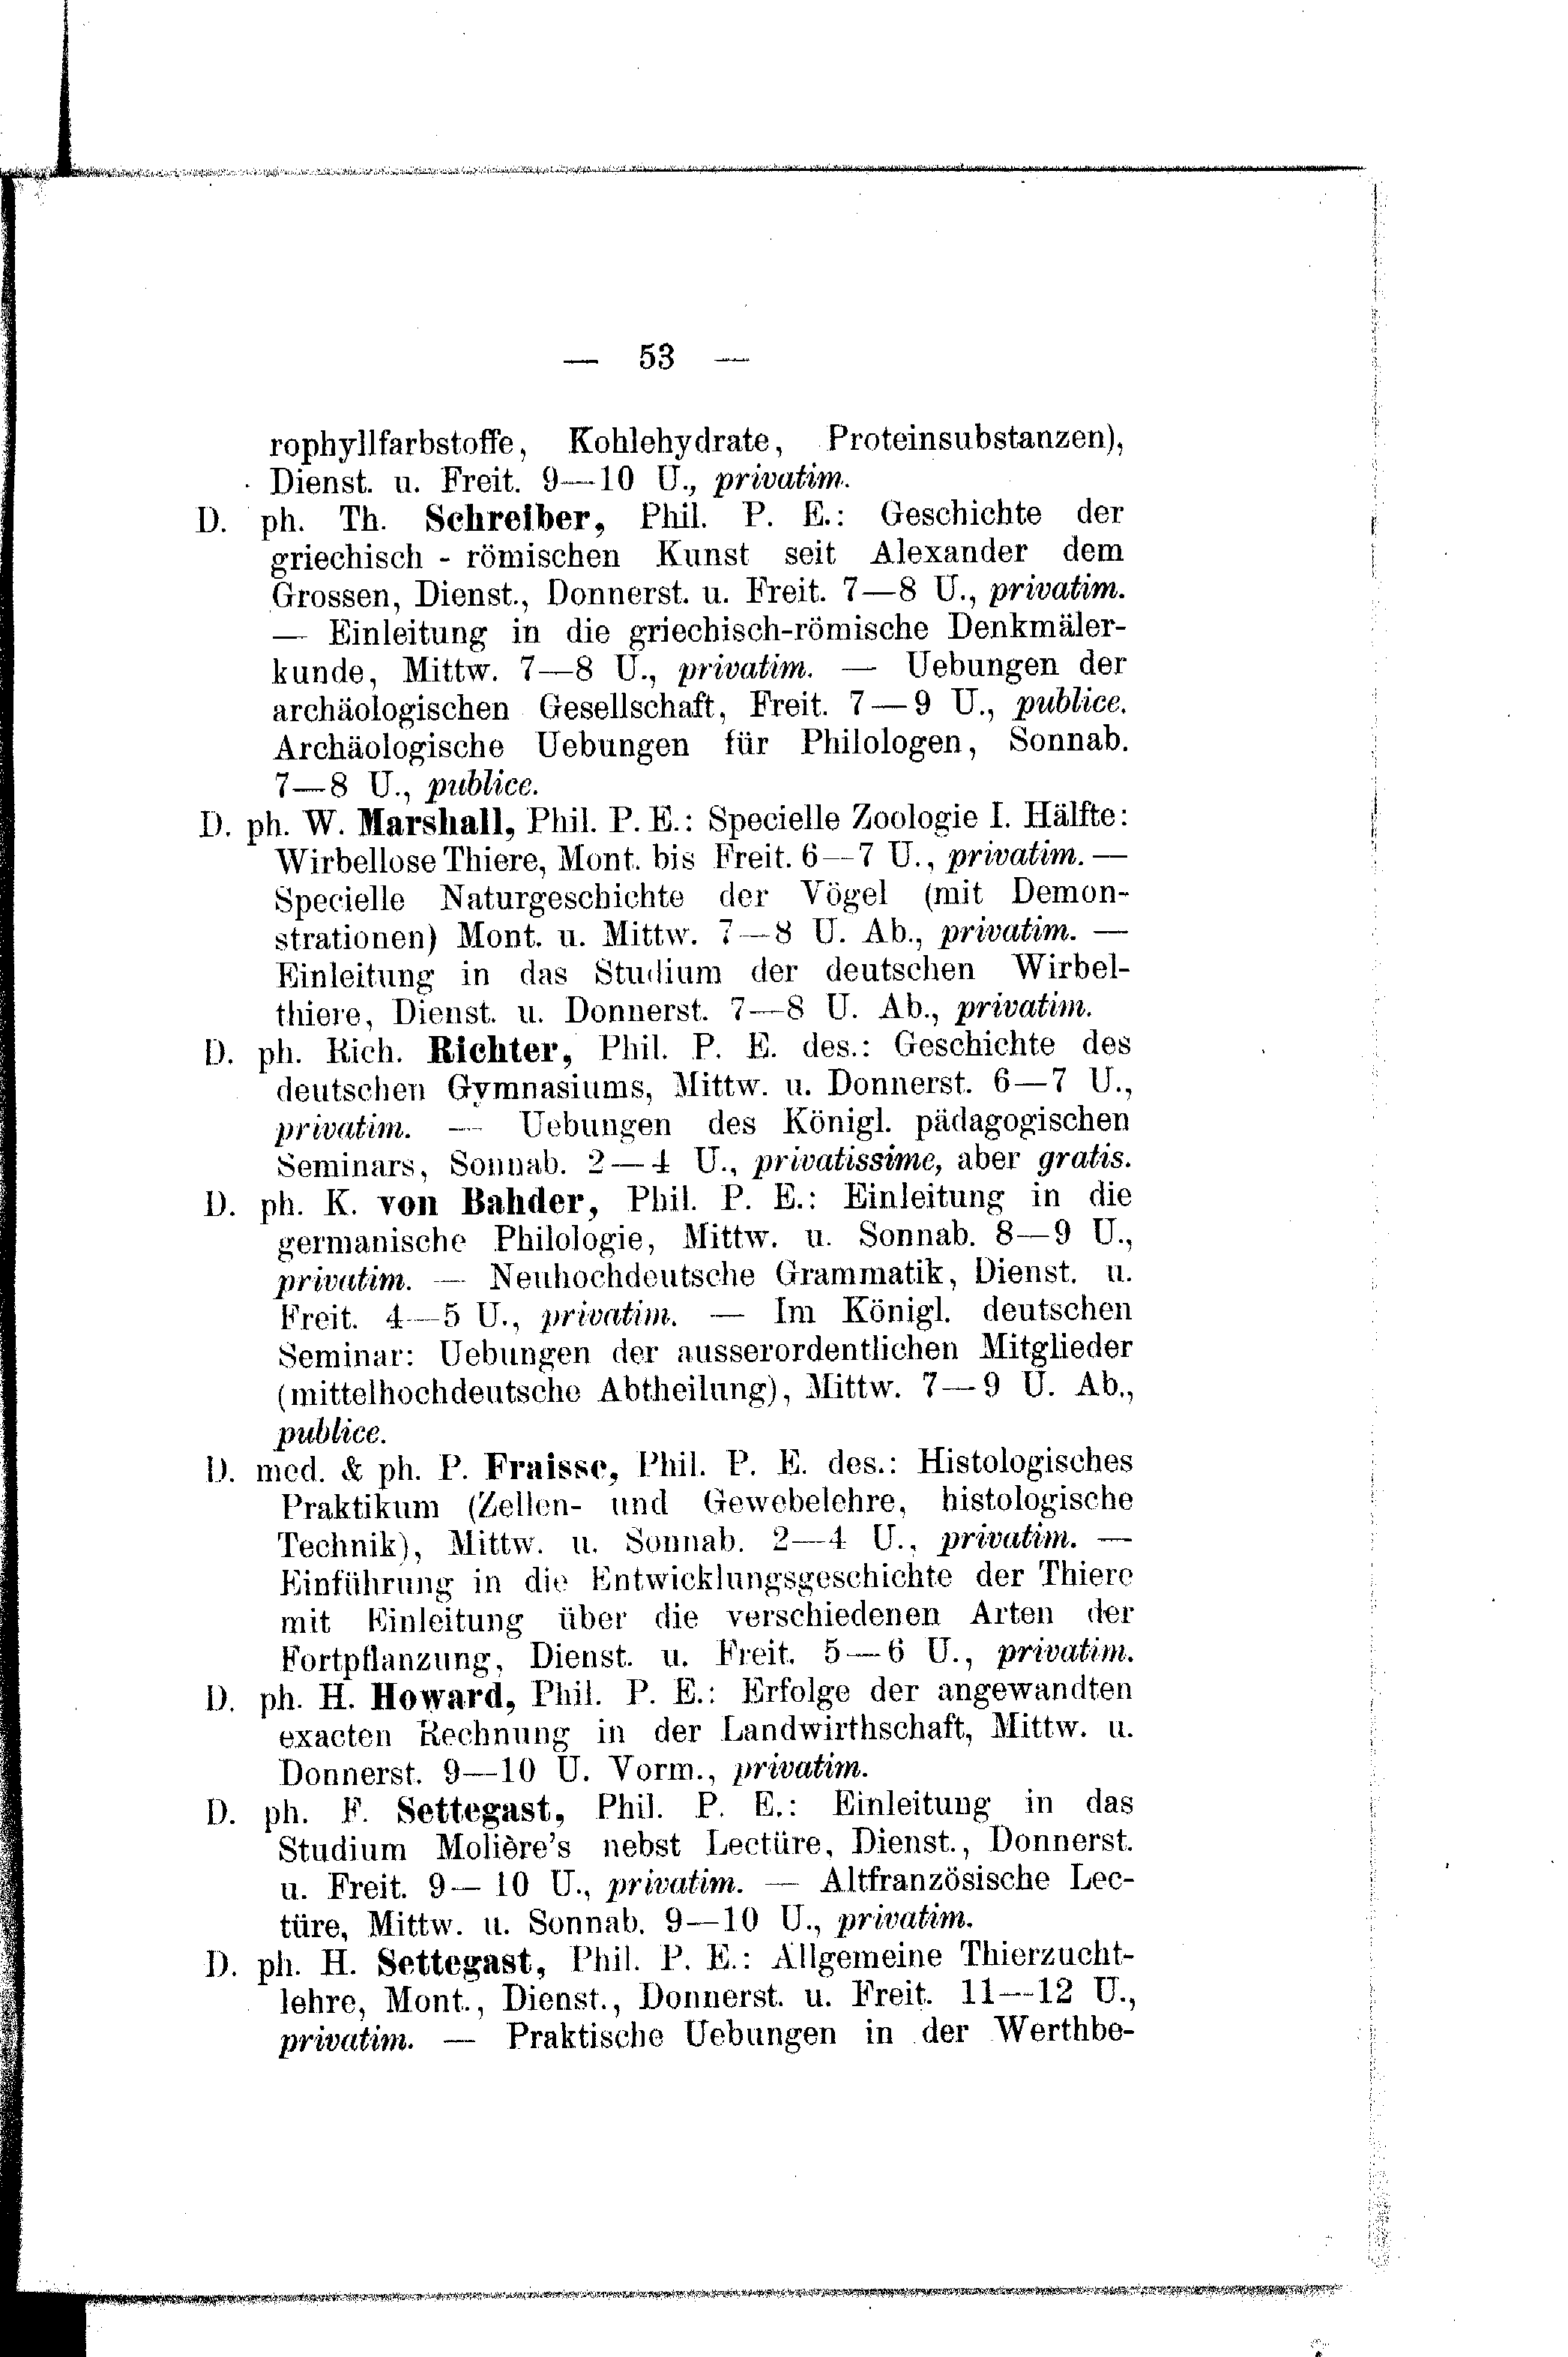 — 53 —
rophyllfarbstoffe, Kohlehydrate, Proteinsubstanzen),
Dienst. u. Freit. 9—10 U., privatim.
D. ph. Th. Schreiber, Phil. P. E.: Geschichte der
griechisch - römischen Kunst seit Alexander dem
Grossen, Dienst., Donnerst. u. Freit. 7—8 U., privatim.
— Einleitung in die griechisch-römische Denkmäler-
kunde, Mittw. 7—8 U., privatim. — Uebungen der
archäologischen Gesellschaft, Freit. 7—9 U., publice.
Archäologische Uebungen für Philologen, Sonnab.
7—8 U., publice.
D. ph. W. Marshall, Phil. P. E.: Specielle Zoologie I. Hälfte:
Wirbellose Thiere, Mont. bis Freit. 6—7 U., privatim. —
Specielle Naturgeschichte der Vögel (mit Demon-
strationen) Mont. u. Mittw. 7—8 U. Ab., privatim. —
Einleitung in das Studium der deutschen Wirbel-
thiere, Dienst. u. Donnerst. 7—8 U. Ab., privatim.
D. ph. Rich. Richter, Phil. P. E. des.: Geschichte des
deutschen Gymnasiums, Mittw. u. Donnerst. 6—7 U.,
privatim. — Uebungen des Königl. pädagogischen
Seminars, Sonnab. 2—4 U., privatissime, aber gratis.
D. ph. K. von Bahder, Phil. P. E.: Einleitung in die
germanische Philologie, Mittw. u. Sonnab. 8—9 U.,
privatim. — Neuhochdeutsche Grammatik, Dienst. u.
Freit. 4—5 U., privatim. — Im Königl. deutschen
Seminar: Uebungen der ausserordentlichen Mitglieder
(mittelhochdeutsche Abtheilung), Mittw. 7—9 U. Ab.,
publice.
D. med. & ph. P. Fraisse, Phil. P. E. des.: Histologisches
Praktikum (Zellen- und Gewebelehre, histologische
Technik), Mittw. u. Sonnab. 2—4 U., privatim. —
Einführung in die Entwicklungsgeschichte der Thiere
mit Einleitung über die verschiedenen Arten der
Fortpflanzung, Dienst. u. Freit. 5—6 U., privatim.
D. ph. H. Howard, Phil. P. E.: Erfolge der angewandten
exacten Rechnung in der Landwirthschaft, Mittw. u.
Donnerst. 9—10 U. Vorm., privatim.
D. ph. F. Settegast, Phil. P. E.: Einleitung in das
Studium Molière's nebst Lectüre, Dienst., Donnerst.
u. Freit. 9—10 U., privatim. — Altfranzösische Lec-
türe, Mittw. u. Sonnab. 9—10 U., privatim.
D. ph. H. Settegast, Phil. P. E.: Allgemeine Thierzucht-
lehre, Mont., Dienst., Donnerst. u. Freit. 11—12 U.,
privatim. — Praktische Uebungen in der Werthbe-